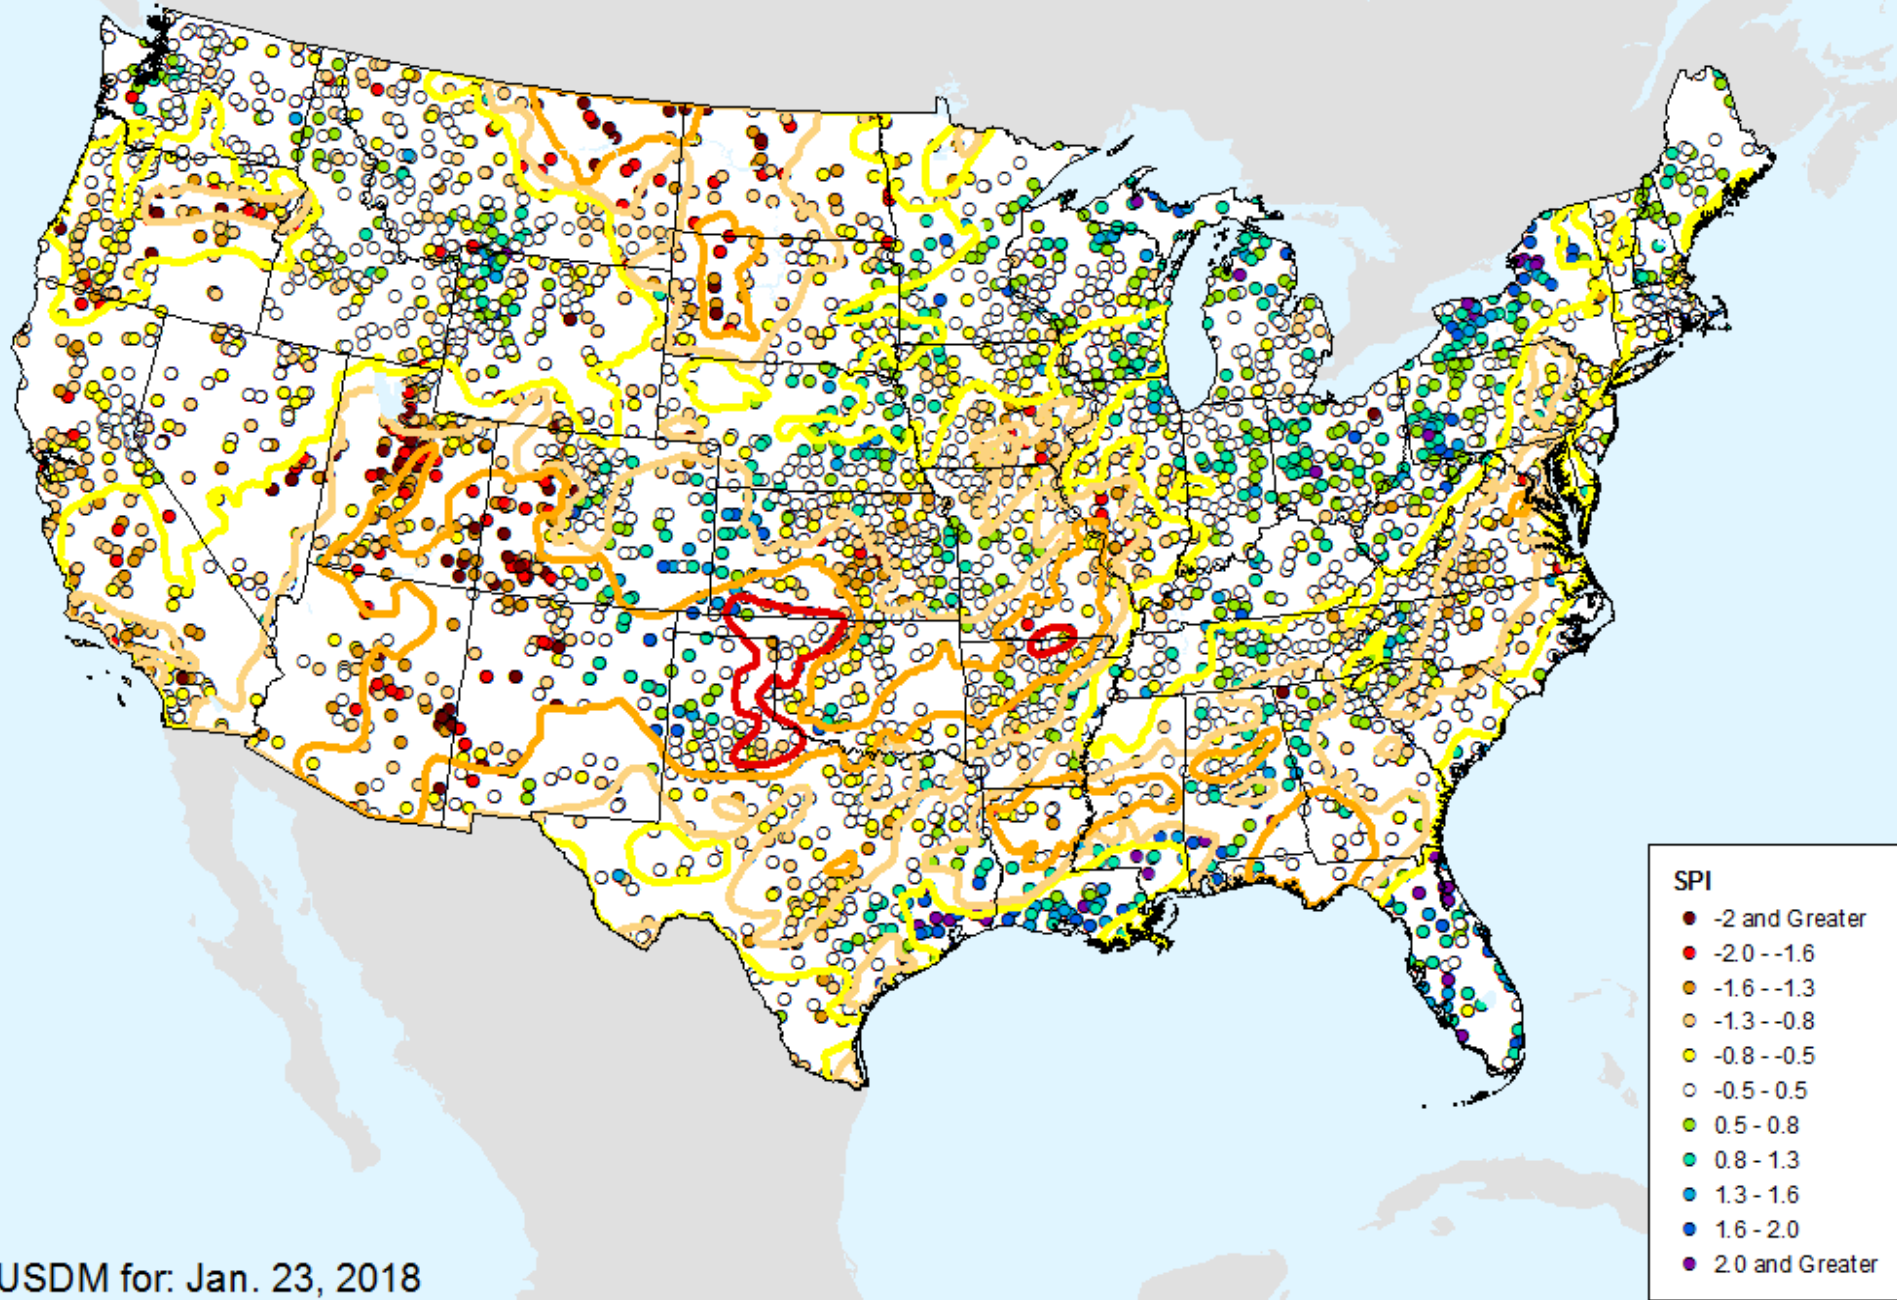 SPI
-2 and Greater
-2.0 - -1.6
-1.6 - -1.3
-1.3 - -0.8
-0.8 - -0.5
-0.5 - 0.5
0.5 - 0.8
0.8 - 1.3
1.3 - 1.6
1.6 - 2.0
2.0 and Greater
USDM for: Jan. 23, 2018